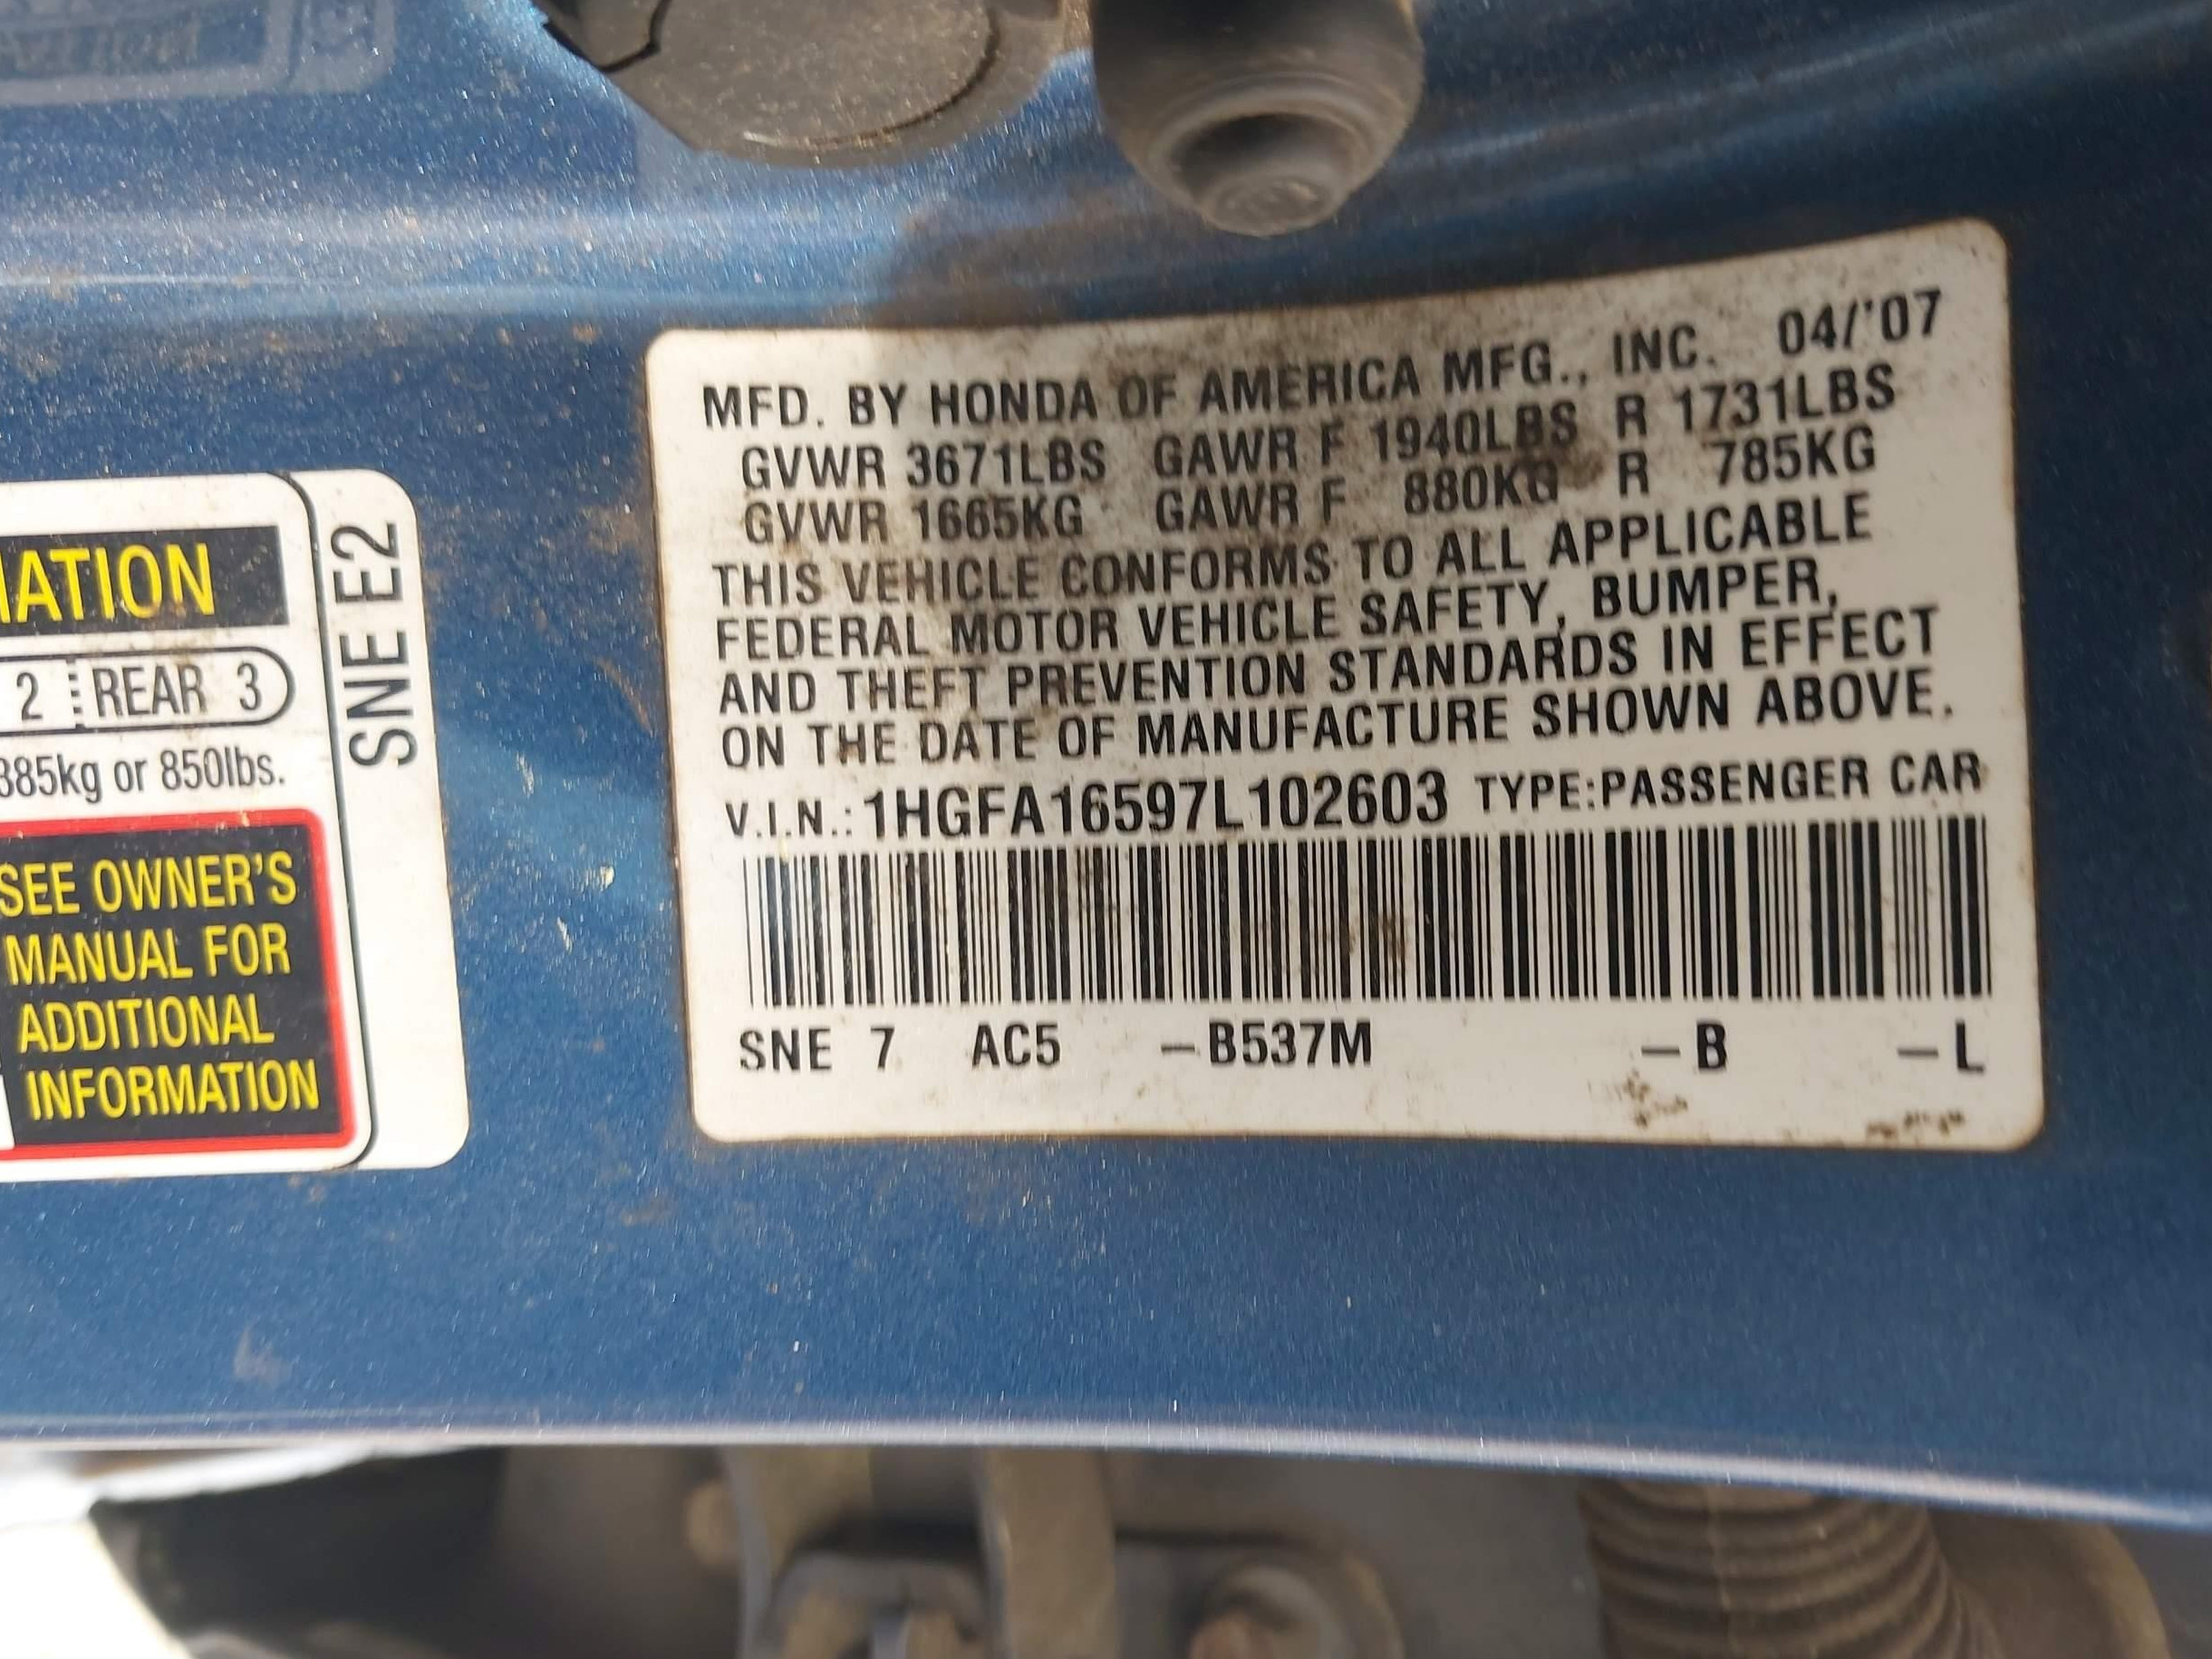 MFD. BY HONDA OF AMERICA MFG., INC. 04/'07
GVWR 3671LBS GAWR F 1940LBS R 1731LBS
GVWR 1665KG GAWR F 880KG R 785KG
THIS VEHICLE CONFORMS TO ALL APPLICABLE
FEDERAL MOTOR VEHICLE SAFETY, BUMPER,
AND THEFT PREVENTION STANDARDS IN EFFECT
ON THE DATE OF MANUFACTURE SHOWN ABOVE.
V.I.N.: 1HGFA16597L102603 TYPE:PASSENGER CAR
SNE 7 AC5 -B537M -B -L
2 REAR 3
385kg or 850lbs.
SEE OWNER'S
MANUAL FOR
ADDITIONAL
INFORMATION
SNE E2